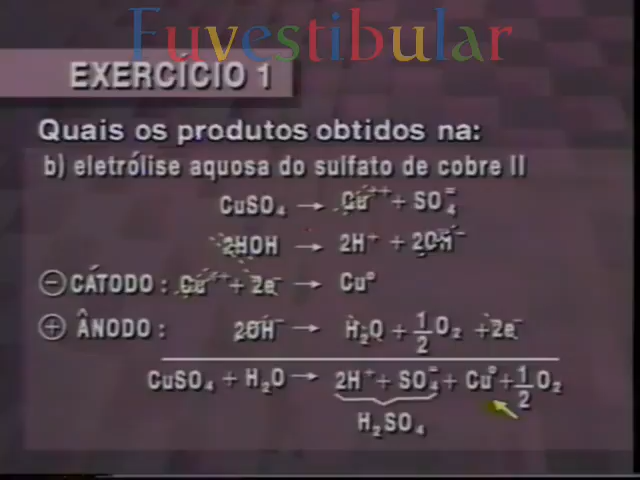 Fuvestibular
EXERCÍCIO 1
Quais os produtos obtidos na:
b) eletrólise aquosa do sulfato de cobre II
CuSO₄ → Cu⁺⁺ + SO₄⁼
2HOH → 2H⁺ + 2OH⁻
⊖ CÁTODO : Cu⁺⁺ + 2e⁻ → Cu°
⊕ ÂNODO : 2OH⁻ → H₂O + 1/2 O₂ + 2e⁻
CuSO₄ + H₂O → 2H⁺ + SO₄⁼ + Cu° + 1/2 O₂
H₂SO₄